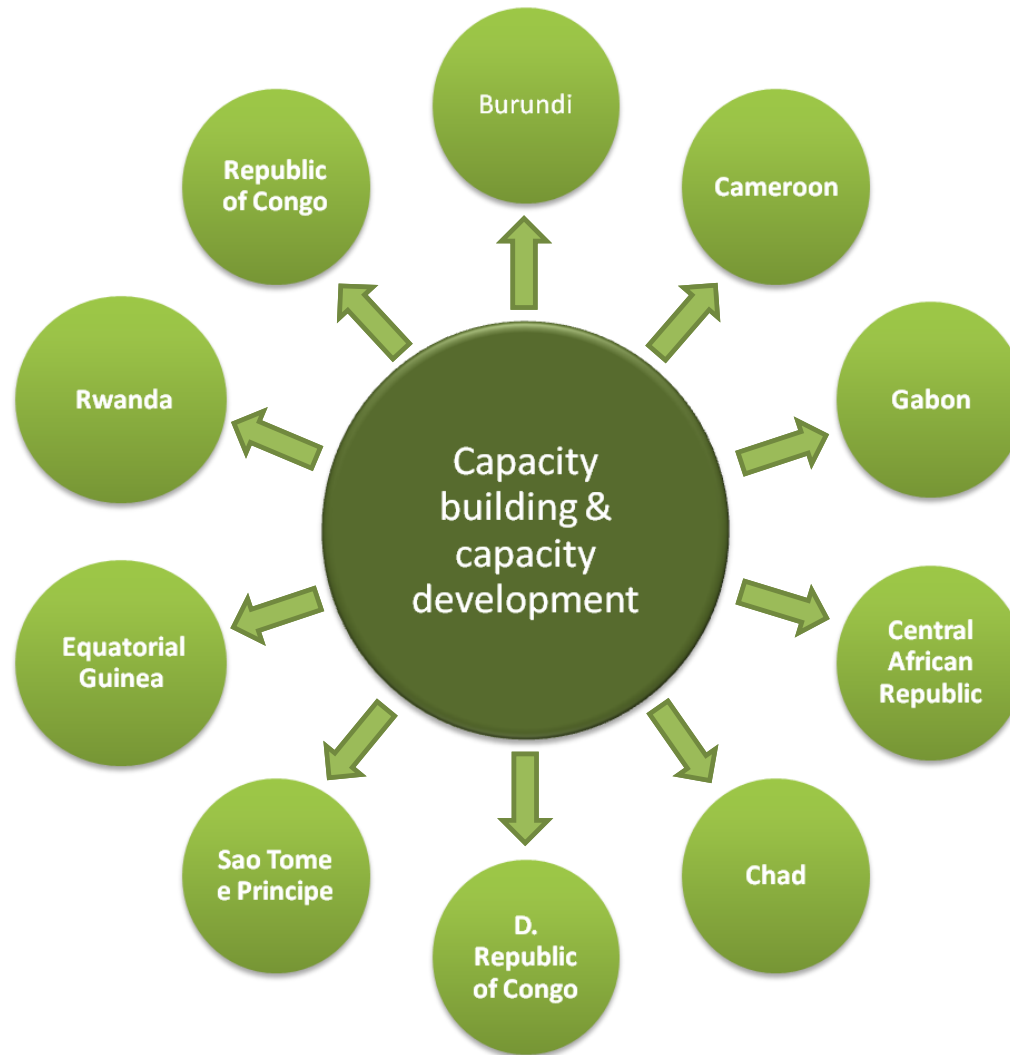 Burundi
Cameroon
Gabon
Central
African
Republic
Chad
D.
Republic
of Congo
Sao Tome
e Principe
Equatorial
Guinea
Rwanda
Republic
of Congo
Capacity
building &
capacity
development